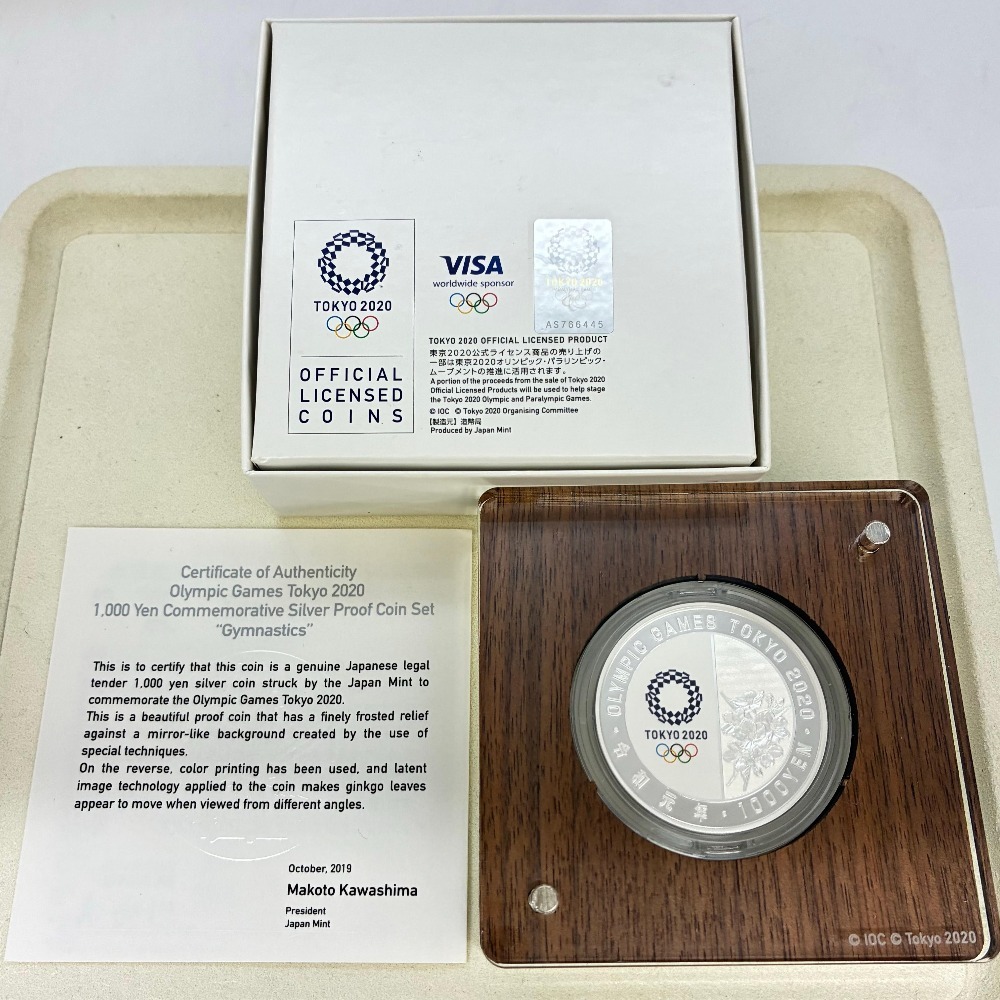 TOKYO 2020
OFFICIAL
LICENSED
COINS
VISA
worldwide sponsor
TOKYO 2020
AS766445
TOKYO 2020 OFFICIAL LICENSED PRODUCT
東京2020公式ライセンス商品の売り上げの
一部は東京2020オリンピック・パラリンピック・
ムーブメントの推進に活用されます。
A portion of the proceeds from the sale of Tokyo 2020
Official Licensed Products will be used to help stage
the Tokyo 2020 Olympic and Paralympic Games.
© IOC © Tokyo 2020 Organising Committee
【製造元】造幣局
Produced by Japan Mint
Certificate of Authenticity
Olympic Games Tokyo 2020
1,000 Yen Commemorative Silver Proof Coin Set
“Gymnastics”
This is to certify that this coin is a genuine Japanese legal
tender 1,000 yen silver coin struck by the Japan Mint to
commemorate the Olympic Games Tokyo 2020.
This is a beautiful proof coin that has a finely frosted relief
against a mirror-like background created by the use of
special techniques.
On the reverse, color printing has been used, and latent
image technology applied to the coin makes ginkgo leaves
appear to move when viewed from different angles.
October, 2019
Makoto Kawashima
President
Japan Mint
OLYMPIC GAMES TOKYO 2020
TOKYO 2020
・1000YEN・
© IOC © Tokyo 2020